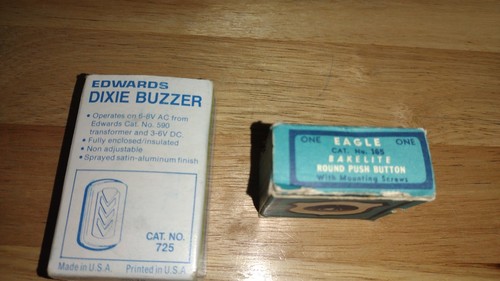 EDWARDS
DIXIE BUZZER
• Operates on 6-8V AC from
Edwards Cat. No. 590
transformer and 3-6V DC.
• Fully enclosed/insulated
• Non adjustable
• Sprayed satin-aluminum finish
CAT. NO.
725
Made in U.S.A. Printed in U.S.A.
ONE EAGLE ONE
CAT. No. 165
BAKELITE
ROUND PUSH BUTTON
With Mounting Screws